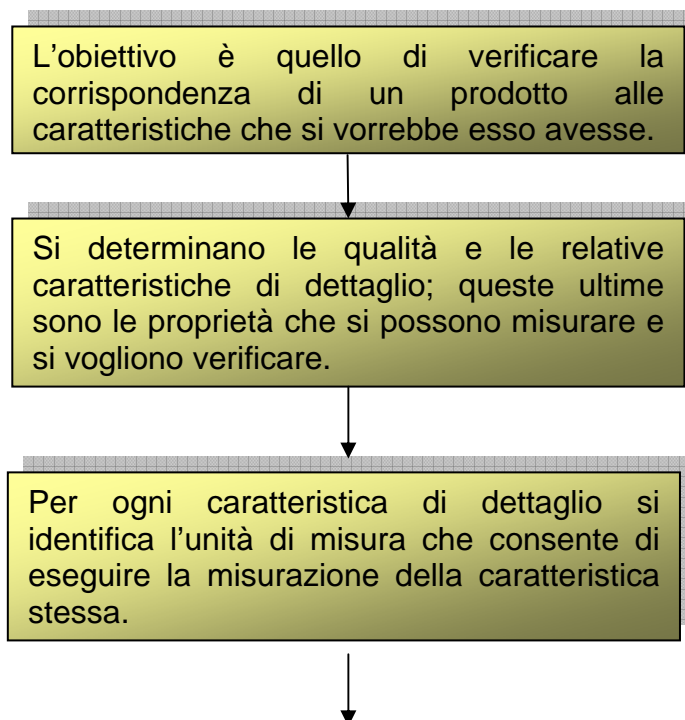 L'obiettivo è quello di verificare la
corrispondenza di un prodotto alle
caratteristiche che si vorrebbe esso avesse.
Si determinano le qualità e le relative
caratteristiche di dettaglio; queste ultime
sono le proprietà che si possono misurare e
si vogliono verificare.
Per ogni caratteristica di dettaglio si
identifica l'unità di misura che consente di
eseguire la misurazione della caratteristica
stessa.